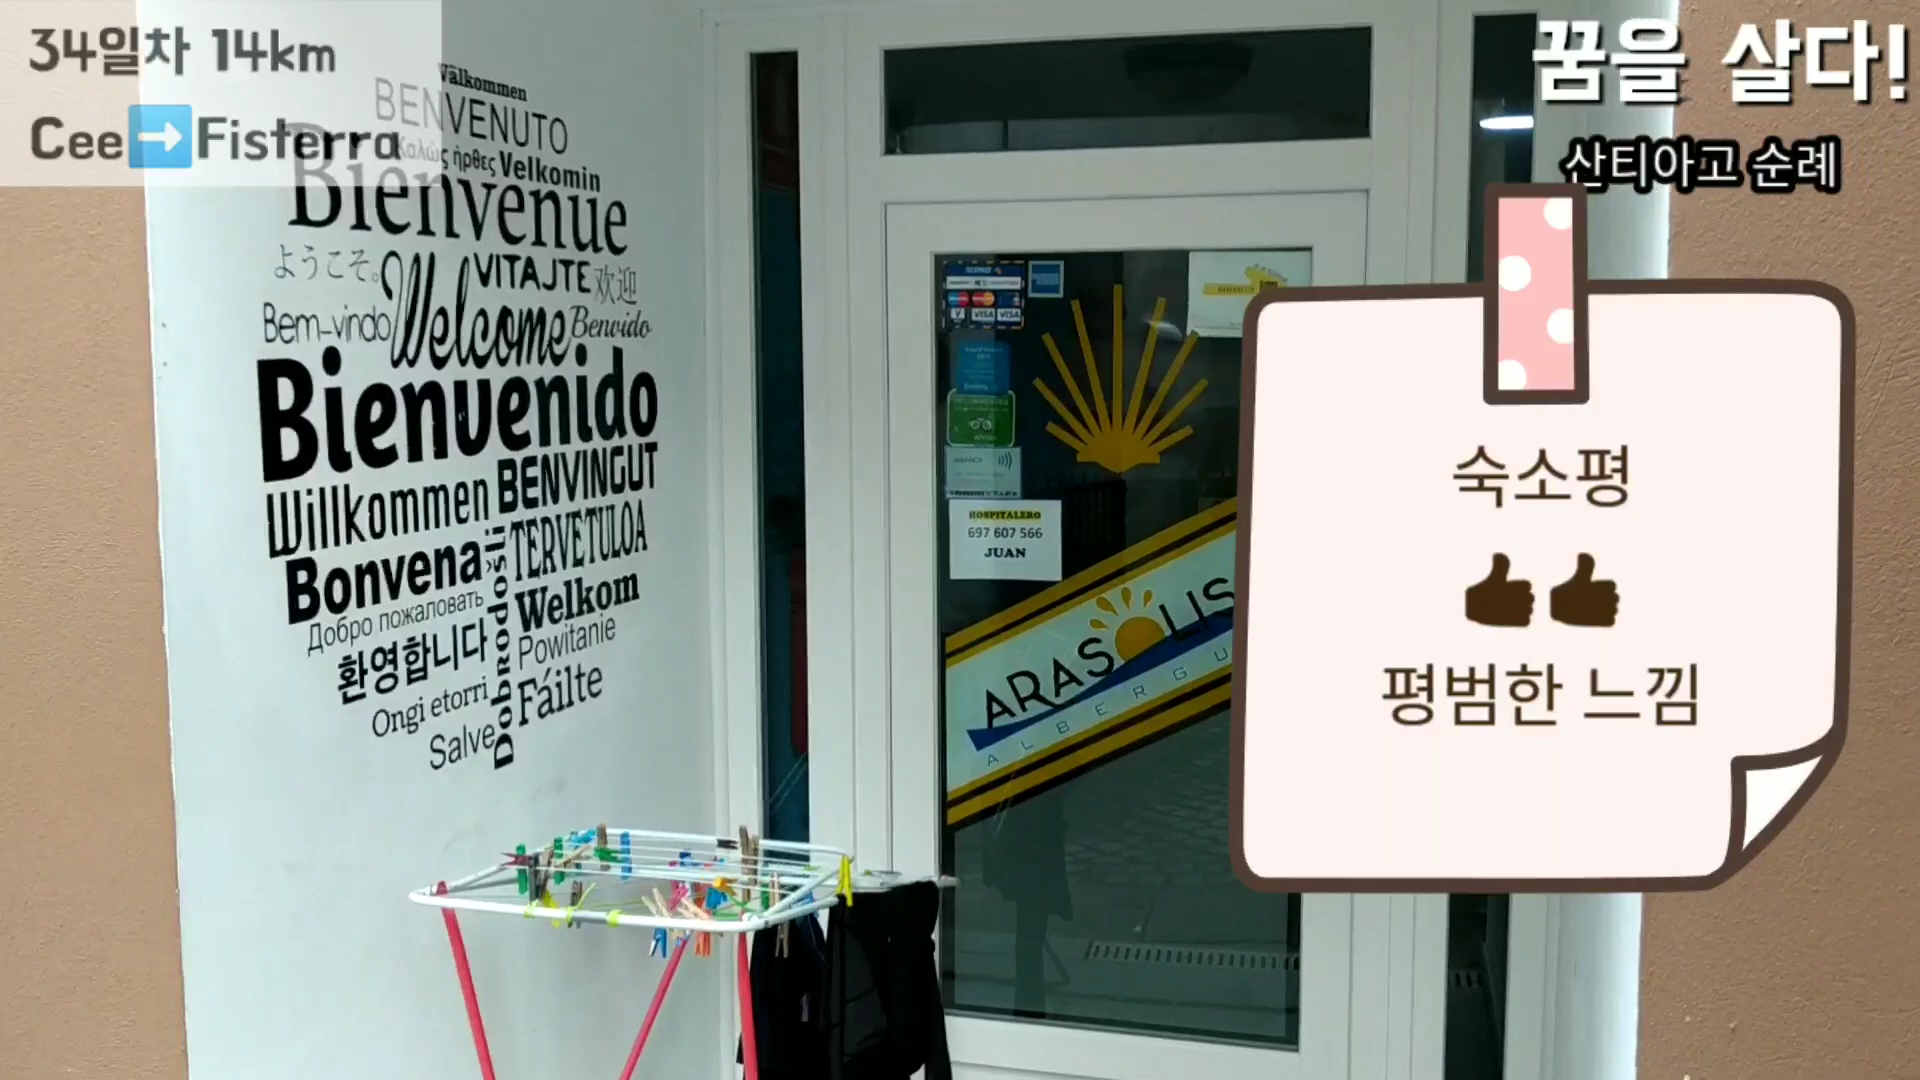 34일차 14km
Cee➡️Fisterra
꿈을 살다!
산티아고 순례
Välkommen
BENVENUTO
Καλώς ήρθες Velkomin
Bienvenue
ようこそ。 VITAJTE 欢迎
Bem-vindo Welcome Benvido
Bienvenido
Willkommen BENVINGUT
Bonvena TERVETULOA
Добро пожаловать Welkom
환영합니다 Dobrodošli Powitanie
Ongi etorri Fáilte
Salve
VISA VISA
HOSPITALERO
697 607 566
JUAN
ARASOLIS
ALBERGU
숙소평
👍👍
평범한 느낌